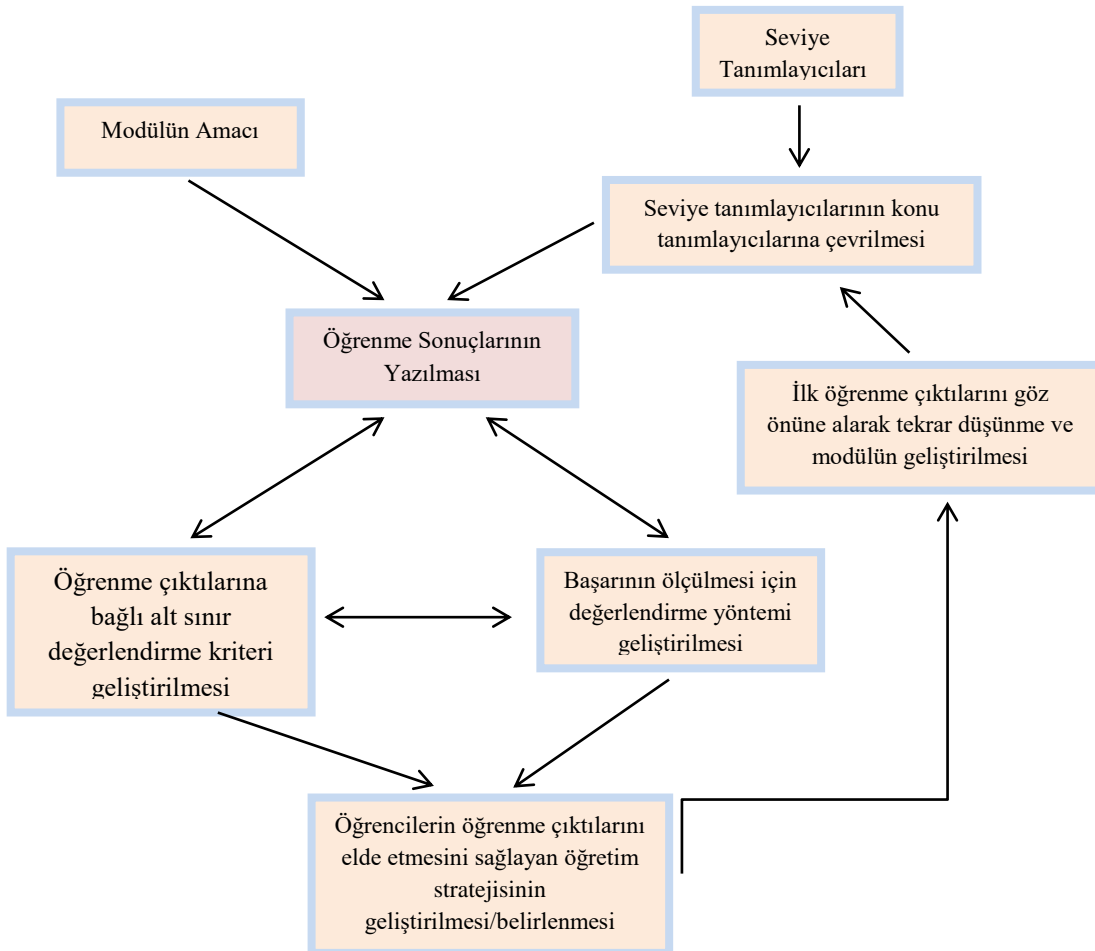 Seviye
Tanımlayıcıları
Modülün Amacı
Seviye tanımlayıcılarının konu
tanımlayıcılarına çevrilmesi
Öğrenme Sonuçlarının
Yazılması
İlk öğrenme çıktılarını göz
önüne alarak tekrar düşünme ve
modülün geliştirilmesi
Öğrenme çıktılarına
bağlı alt sınır
değerlendirme kriteri
geliştirilmesi
Başarının ölçülmesi için
değerlendirme yöntemi
geliştirilmesi
Öğrencilerin öğrenme çıktılarını
elde etmesini sağlayan öğretim
stratejisinin
geliştirilmesi/belirlenmesi